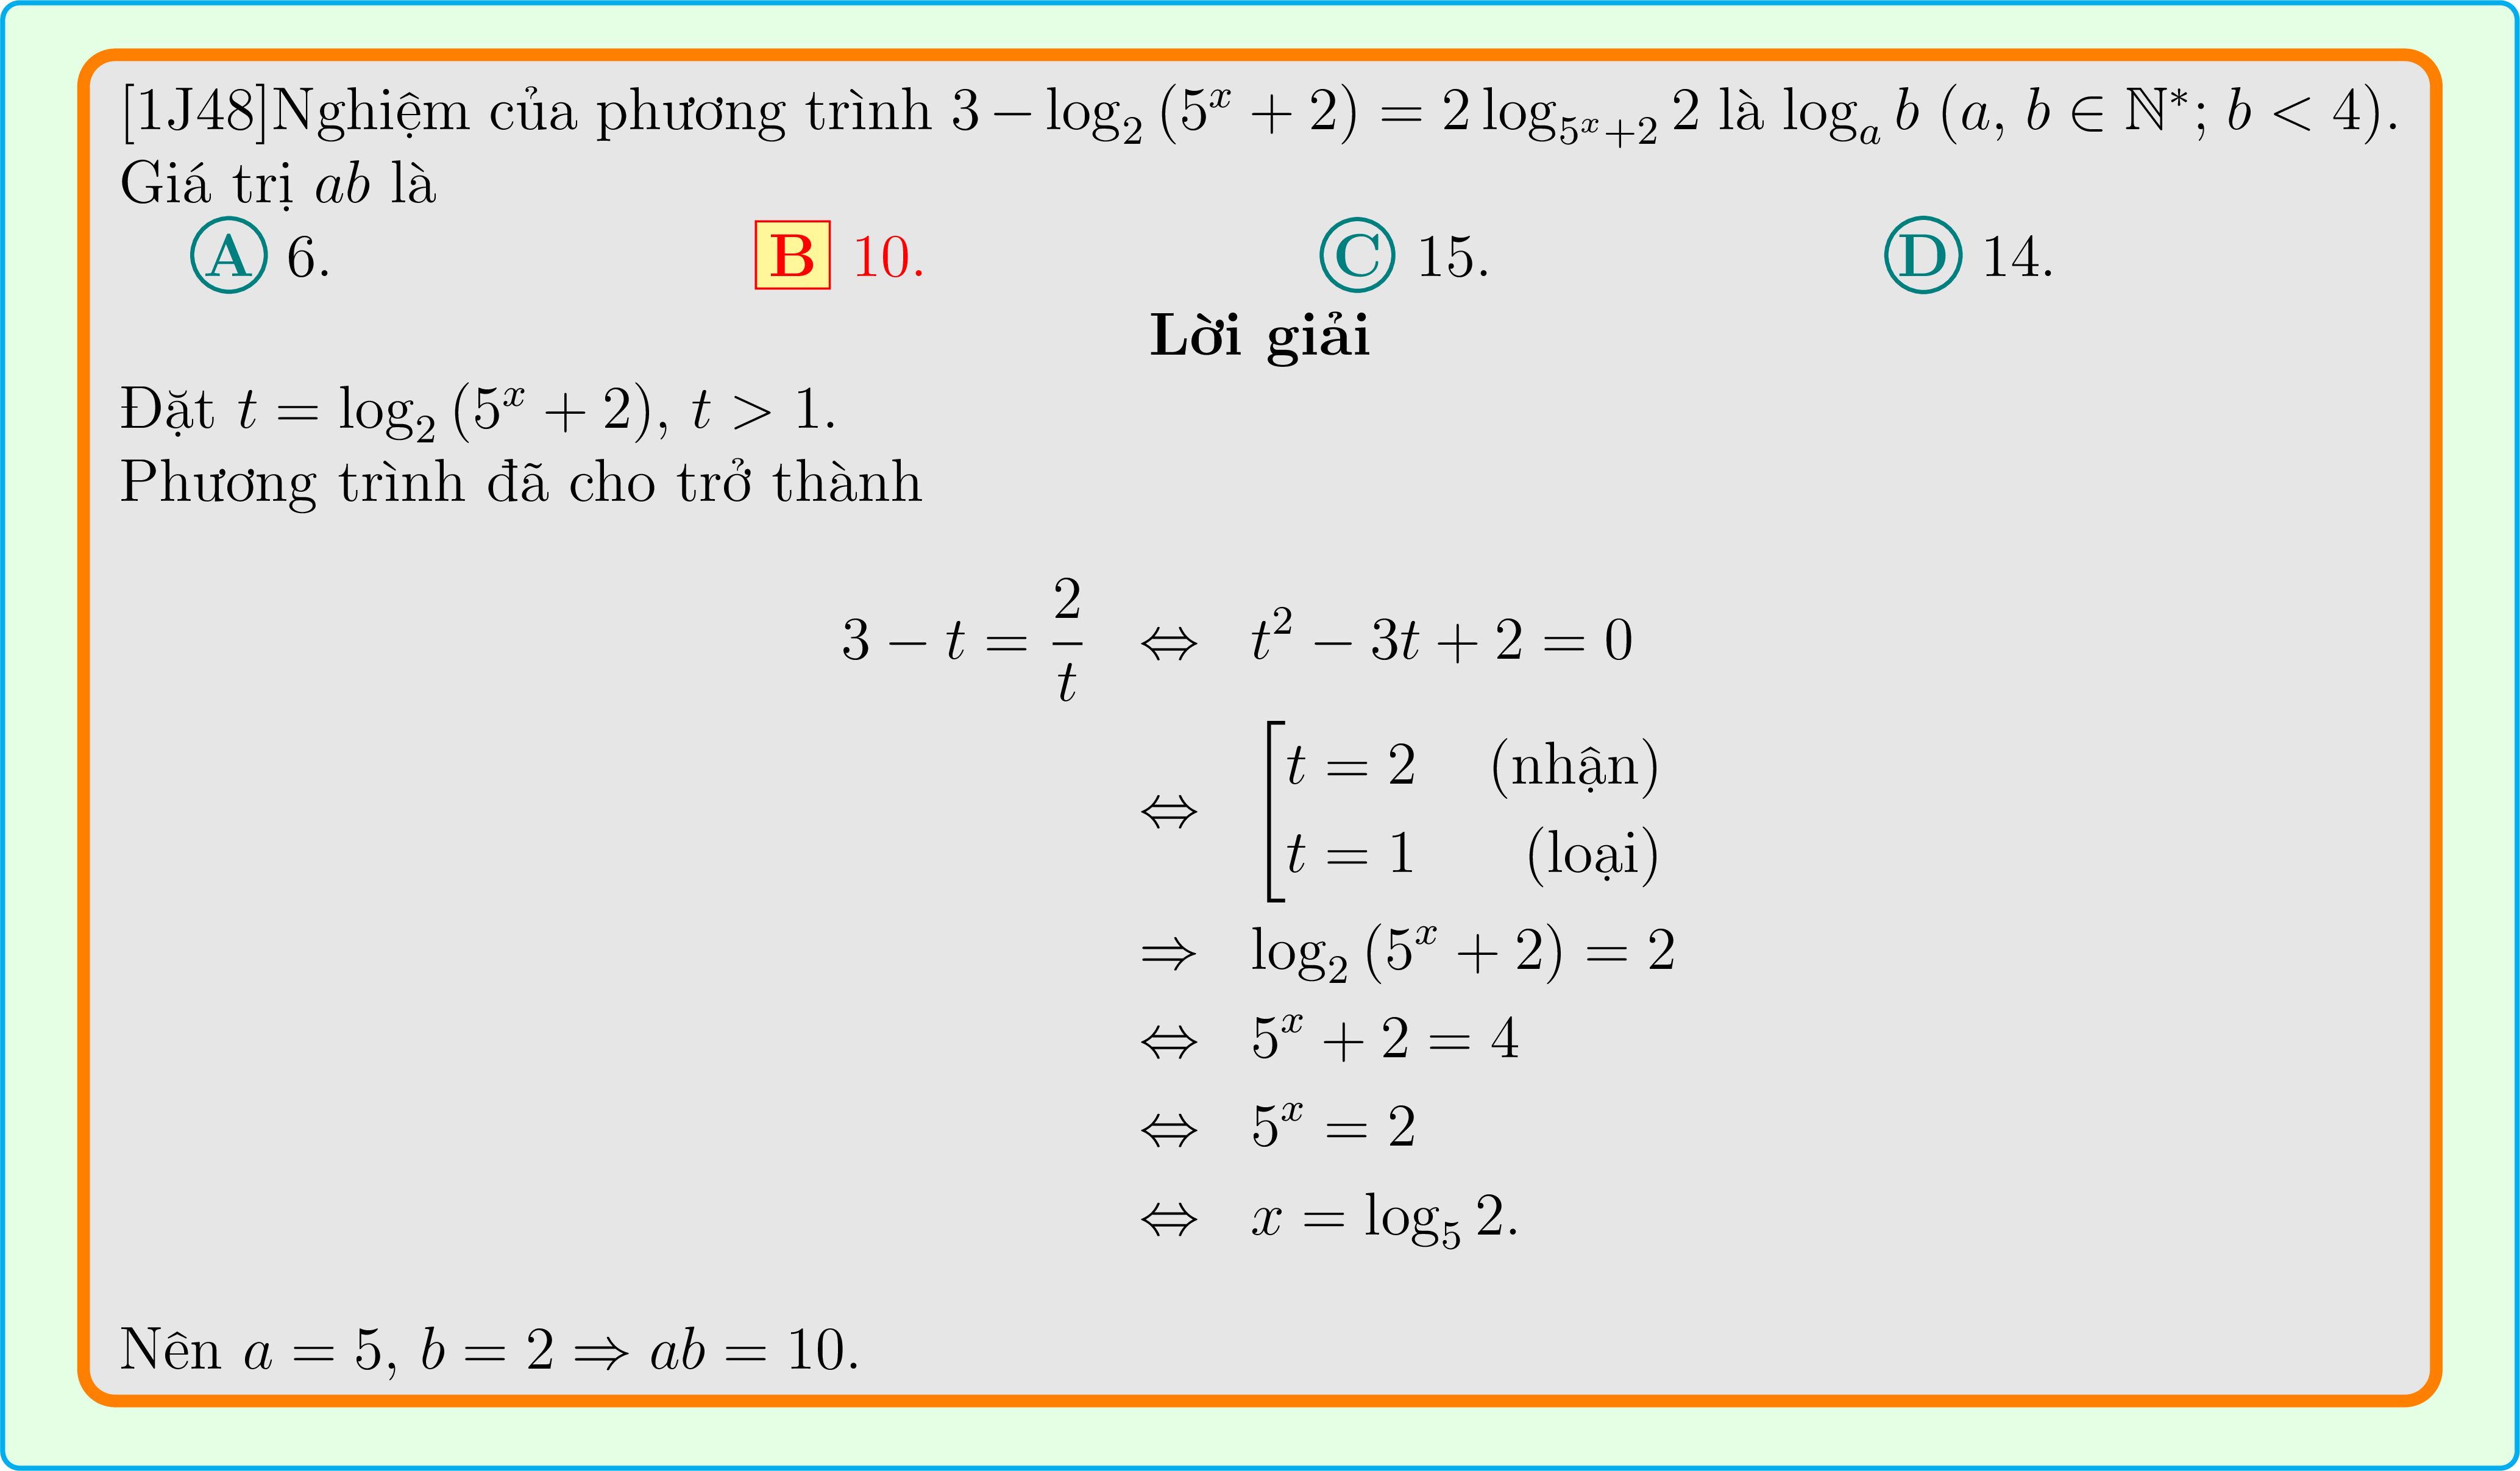 [1J48]Nghiệm của phương trình $3 - \log_2 (5^x + 2) = 2 \log_{5^x+2} 2$ là $\log_a b$ $(a, b \in \mathbb{N}^*; b < 4)$.
Giá trị $ab$ là
A 6. B 10. C 15. D 14.
Lời giải
Đặt $t = \log_2 (5^x + 2)$, $t > 1$.
Phương trình đã cho trở thành
$3 - t = \frac{2}{t} \Leftrightarrow t^2 - 3t + 2 = 0$
$\Leftrightarrow \left[\begin{array}{lr} t = 2 & \text{(nhận)} \\ t = 1 & \text{(loại)} \end{array}\right.$
$\Rightarrow \log_2 (5^x + 2) = 2$
$\Leftrightarrow 5^x + 2 = 4$
$\Leftrightarrow 5^x = 2$
$\Leftrightarrow x = \log_5 2.$
Nên $a = 5$, $b = 2 \Rightarrow ab = 10$.